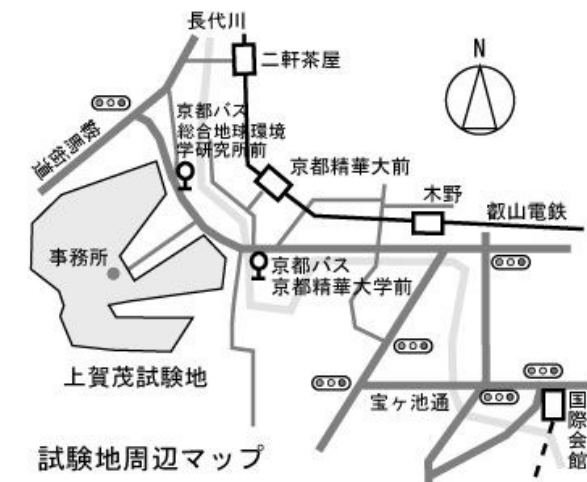 長代川
二軒茶屋
N
鞍馬街道
京都バス
総合地球環境
学研究所前
京都精華大前
木野
叡山電鉄
事務所
京都バス
京都精華大学前
上賀茂試験地
宝ヶ池通
国際会館
試験地周辺マップ